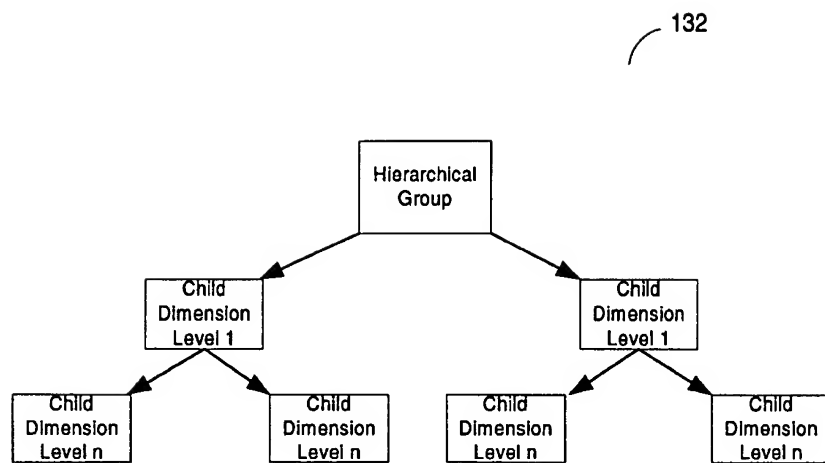 132
Hierarchical
Group
Child
Dimension
Level 1
Child
Dimension
Level 1
Child
Dimension
Level n
Child
Dimension
Level n
Child
Dimension
Level n
Child
Dimension
Level n